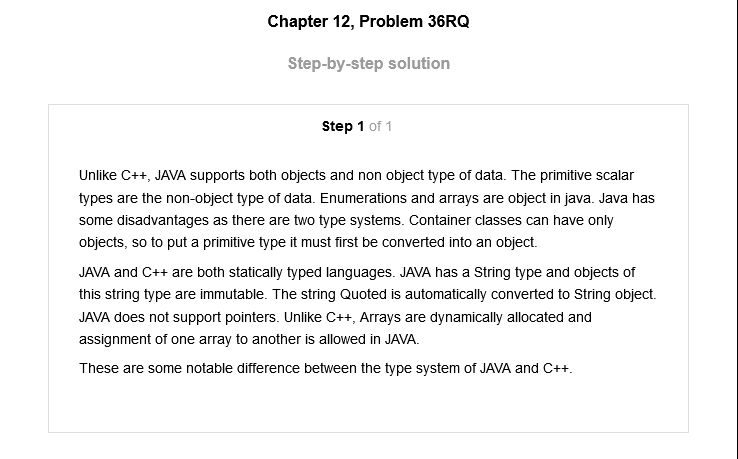 Chapter 12, Problem 36RQ
Step-by-step solution
Step 1 of 1
Unlike C++, JAVA supports both objects and non object type of data. The primitive scalar
types are the non-object type of data. Enumerations and arrays are object in java. Java has
some disadvantages as there are two type systems. Container classes can have only
objects, so to put a primitive type it must first be converted into an object.
JAVA and C++ are both statically typed languages. JAVA has a String type and objects of
this string type are immutable. The string Quoted is automatically converted to String object.
JAVA does not support pointers. Unlike C++, Arrays are dynamically allocated and
assignment of one array to another is allowed in JAVA.
These are some notable difference between the type system of JAVA and C++.